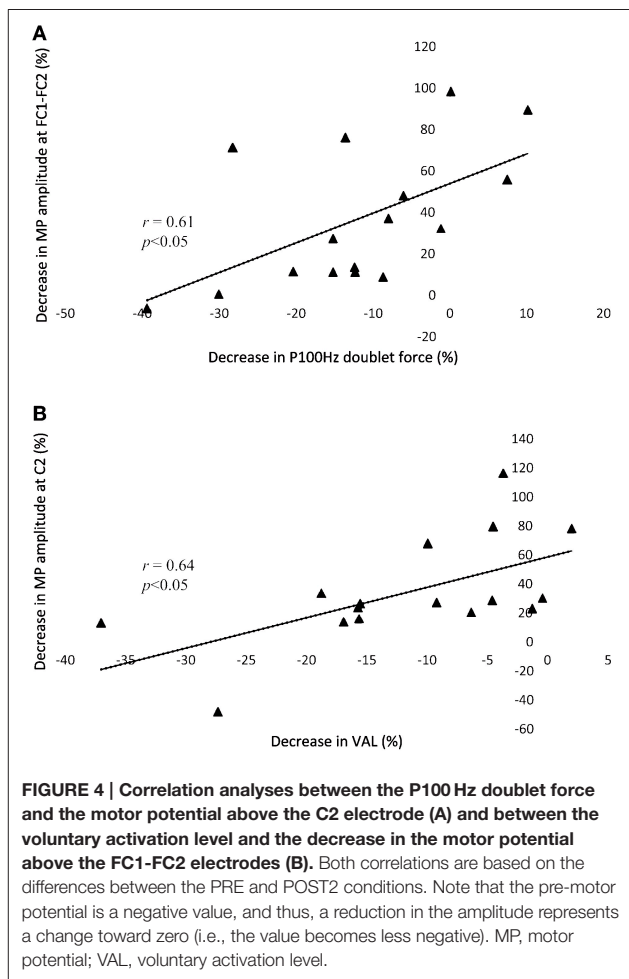 A
Decrease in MP amplitude at FC1-FC2 (%)
120
100
80
60
40
20
0
-20
r = 0.61
p<0.05
-50
-40
-30
-20
-10
0
10
20
Decrease in P100Hz doublet force (%)
B
Decrease in MP amplitude at C2 (%)
140
120
100
80
60
40
20
0
-20
-40
-60
r = 0.64
p<0.05
-40
-35
-30
-25
-20
-15
-10
-5
0
5
Decrease in VAL (%)
FIGURE 4 | Correlation analyses between the P100 Hz doublet force
and the motor potential above the C2 electrode (A) and between the
voluntary activation level and the decrease in the motor potential
above the FC1-FC2 electrodes (B). Both correlations are based on the
differences between the PRE and POST2 conditions. Note that the pre-motor
potential is a negative value, and thus, a reduction in the amplitude represents
a change toward zero (i.e., the value becomes less negative). MP, motor
potential; VAL, voluntary activation level.